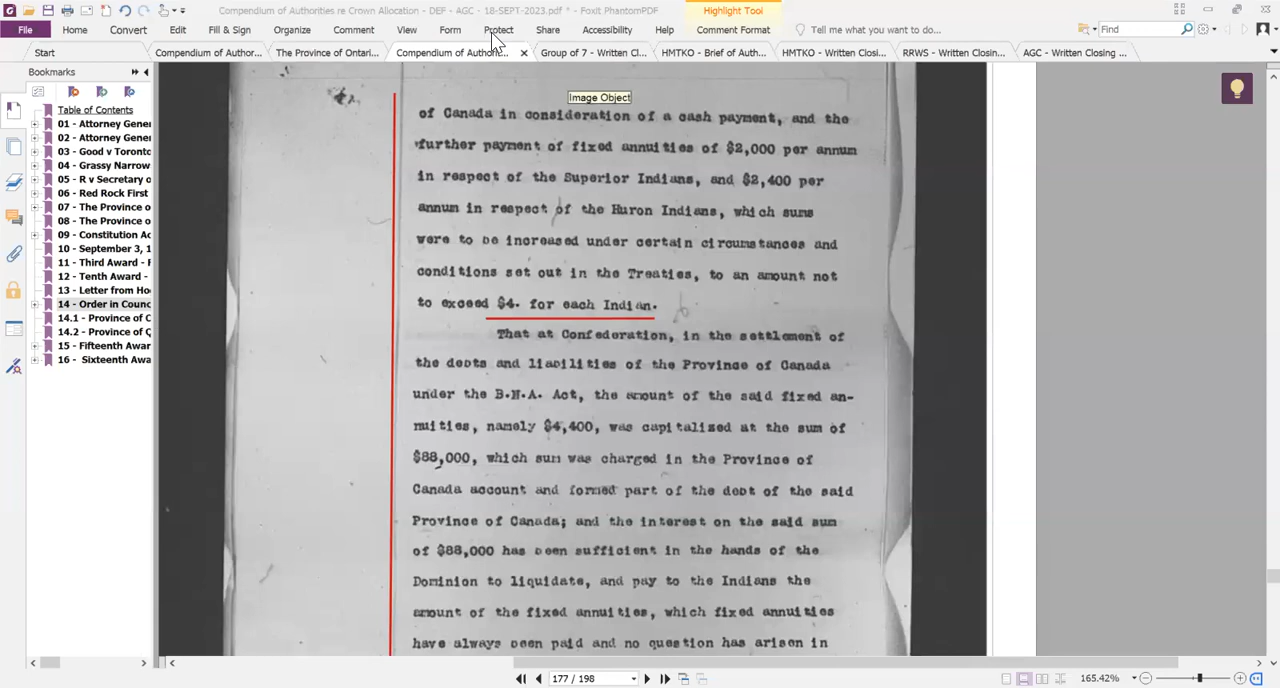 Compendium of Authorities re Crown Allocation - DEF - AGC - 18-SEPT-2023.pdf * - Foxit PhantomPDF
Highlight Tool
File Home Convert Edit Fill & Sign Organize Comment View Form Protect Share Accessibility Help Comment Format Tell me what you want to do... Find
Start Compendium of Author... The Province of Ontari... Compendium of Authori... Group of 7 - Written Cl... HMTKO - Brief of Auth... HMTKO - Written Closi... RRWS - Written Closin... AGC - Written Closing ...
Bookmarks
Table of Contents
01 - Attorney Gener
02 - Attorney Gener
03 - Good v Toronto
04 - Grassy Narrow
05 - R v Secretary o
06 - Red Rock First
07 - The Province o
08 - The Province o
09 - Constitution Ac
10 - September 3, 1
11 - Third Award -
12 - Tenth Award -
13 - Letter from Ho
14 - Order in Counc
14.1 - Province of C
14.2 - Province of Q
15 - Fifteenth Awar
16 - Sixteenth Awa
Image Object
of Canada in consideration of a cash payment, and the
further payment of fixed annuities of $2,000 per annum
in respect of the Superior Indians, and $2,400 per
annum in respect of the Huron Indians, which sums
were to be increased under certain circumstances and
conditions set out in the Treaties, to an amount not
to exceed $4. for each Indian.
That at Confederation, in the settlement of
the debts and liabilities of the Province of Canada
under the B.N.A. Act, the amount of the said fixed an-
nuities, namely $4,400, was capitalised at the sum of
$88,000, which sum was charged in the Province of
Canada account and formed part of the debt of the said
Province of Canada; and the interest on the said sum
of $88,000 has been sufficient in the hands of the
Dominion to liquidate, and pay to the Indians the
amount of the fixed annuities, which fixed annuities
have always been paid and no question has arisen in
177 / 198
165.42%